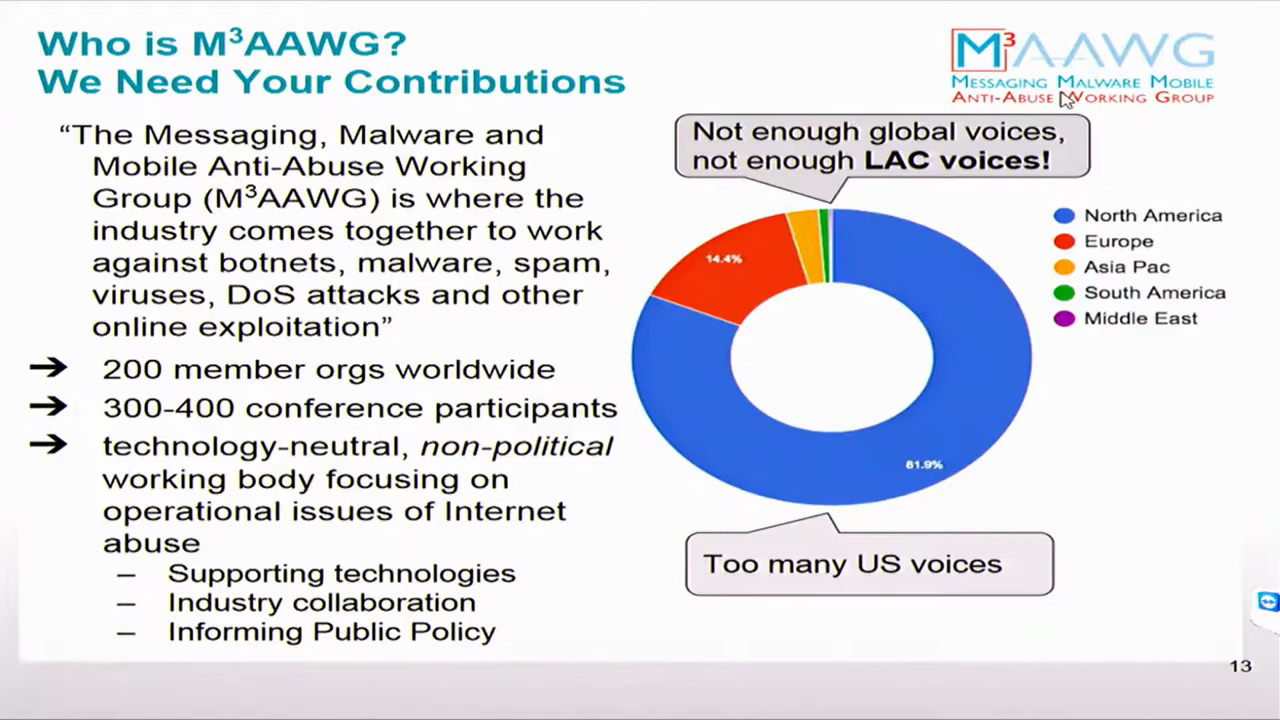 Who is M³AAWG?
We Need Your Contributions
M³AAWG
MESSAGING MALWARE MOBILE
ANTI-ABUSE WORKING GROUP
“The Messaging, Malware and
Mobile Anti-Abuse Working
Group (M³AAWG) is where the
industry comes together to work
against botnets, malware, spam,
viruses, DoS attacks and other
online exploitation”
➔ 200 member orgs worldwide
➔ 300-400 conference participants
➔ technology-neutral, non-political
working body focusing on
operational issues of Internet
abuse
– Supporting technologies
– Industry collaboration
– Informing Public Policy
Not enough global voices,
not enough LAC voices!
14.4%
81.9%
North America
Europe
Asia Pac
South America
Middle East
Too many US voices
13